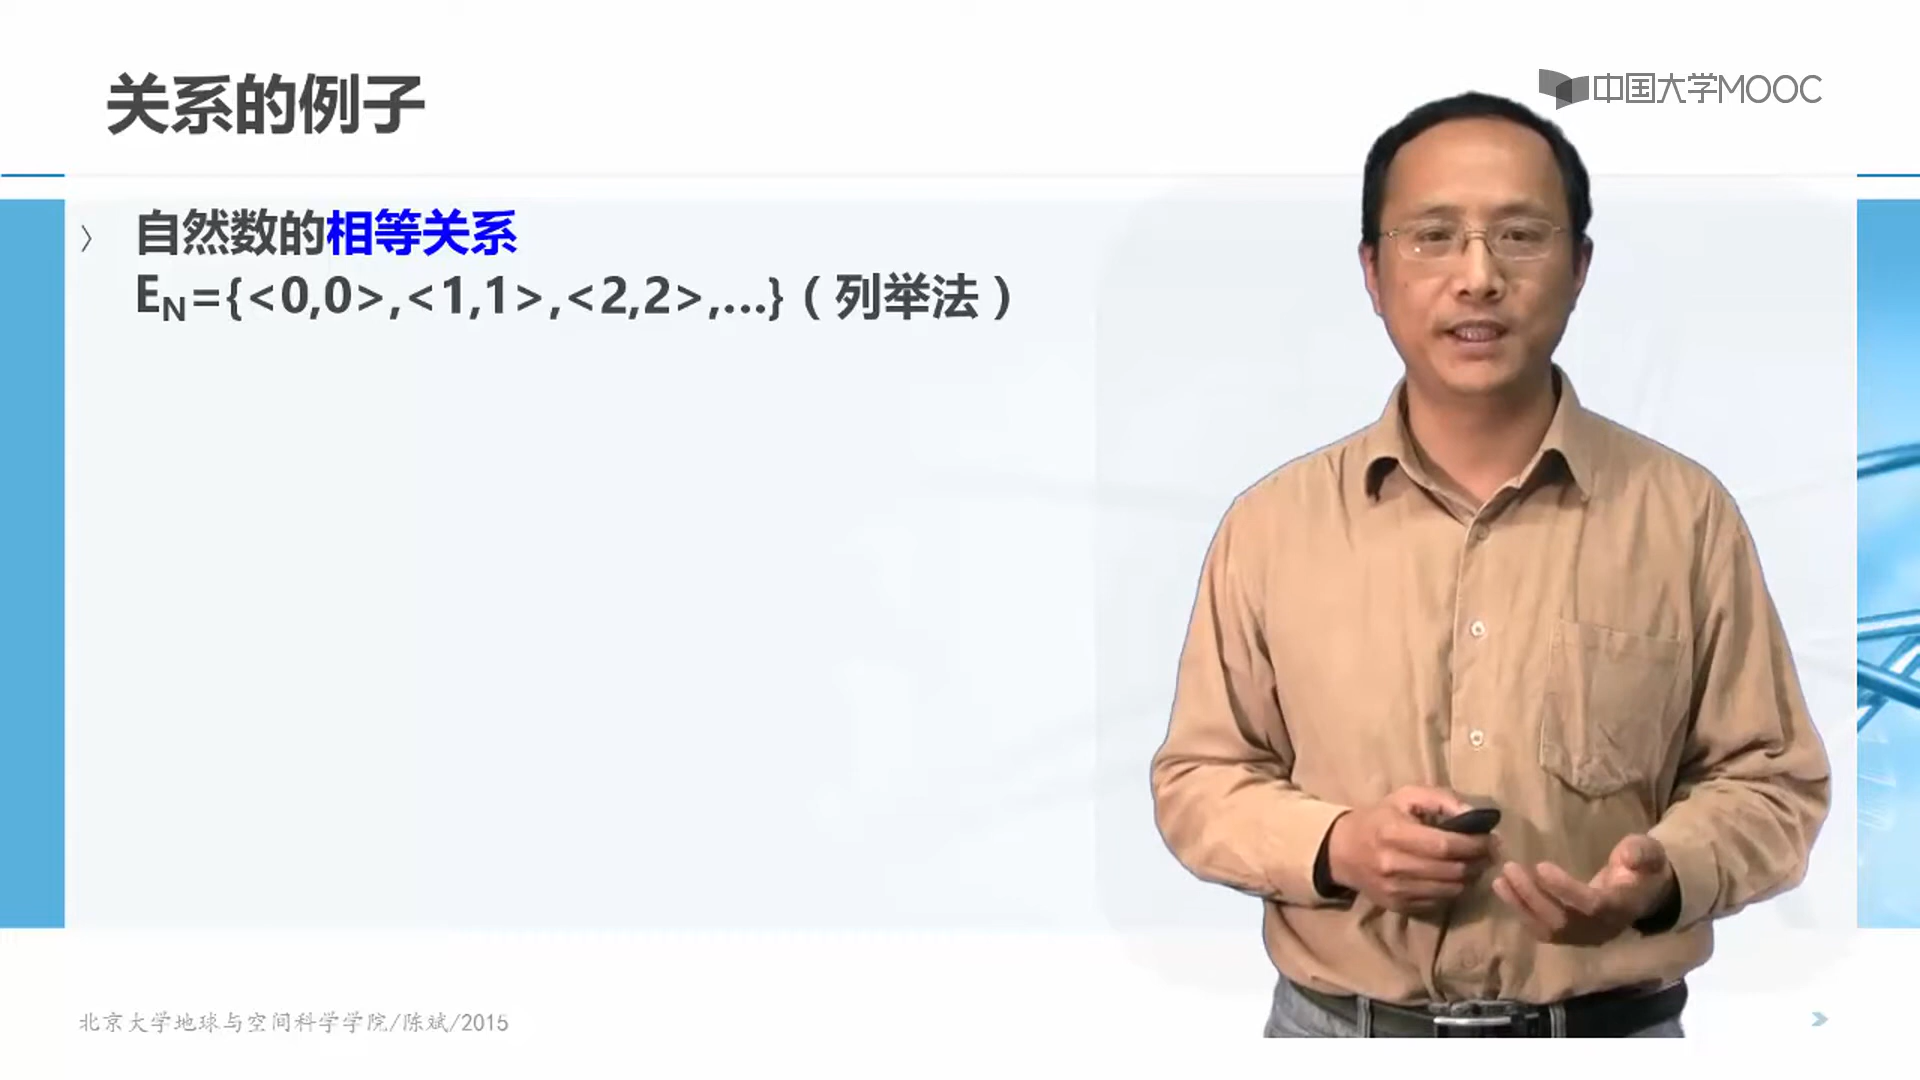 关系的例子
中国大学MOOC
〉 自然数的相等关系
E_N={<0,0>,<1,1>,<2,2>,…}（列举法）
北京大学地球与空间科学学院/陈斌/2015